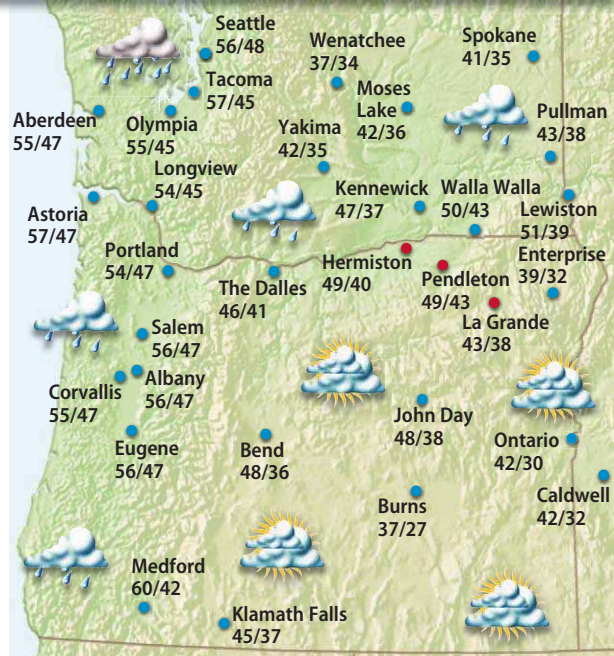 Seattle
56/48
Wenatchee
37/34
Spokane
41/35
Tacoma
57/45
Moses
Lake
42/36
Aberdeen
55/47
Olympia
55/45
Pullman
43/38
Yakima
42/35
Longview
54/45
Kennewick
47/37
Walla Walla
50/43
Lewiston
51/39
Astoria
57/47
Portland
54/47
The Dalles
46/41
Hermiston
49/40
Pendleton
49/43
Enterprise
39/32
La Grande
43/38
Salem
56/47
Corvallis
55/47
Albany
56/47
John Day
48/38
Eugene
56/47
Bend
48/36
Ontario
42/30
Burns
37/27
Caldwell
42/32
Medford
60/42
Klamath Falls
45/37